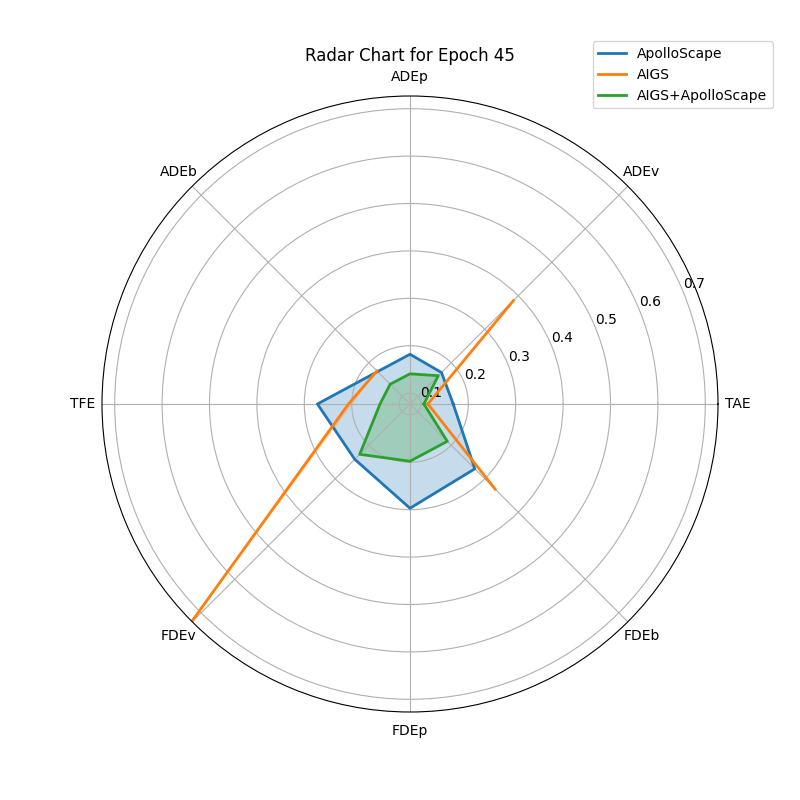 Radar Chart for Epoch 45
ApolloScape
AIGS
AIGS+ApolloScape
ADEp
ADEb
ADEv
0.7
0.6
0.5
0.4
0.3
0.2
0.1
TFE
TAE
FDEv
FDEb
FDEp